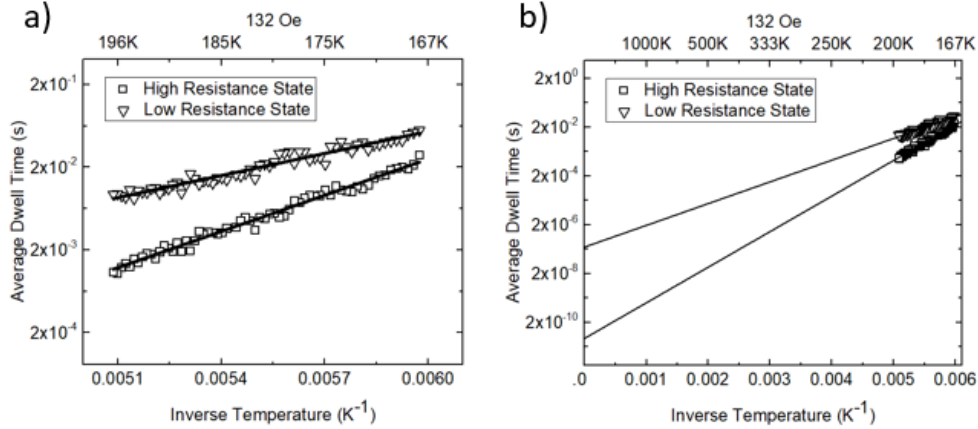 a)
132 Oe
196K 185K 175K 167K
High Resistance State
Low Resistance State
2x10⁻¹
2x10⁻²
2x10⁻³
2x10⁻⁴
Average Dwell Time (s)
0.0051 0.0054 0.0057 0.0060
Inverse Temperature (K⁻¹)
b)
132 Oe
1000K 500K 333K 250K 200K 167K
High Resistance State
Low Resistance State
2x10⁰
2x10⁻²
2x10⁻⁴
2x10⁻⁶
2x10⁻⁸
2x10⁻¹⁰
Average Dwell Time (s)
.0 0.001 0.002 0.003 0.004 0.005 0.006
Inverse Temperature (K⁻¹)